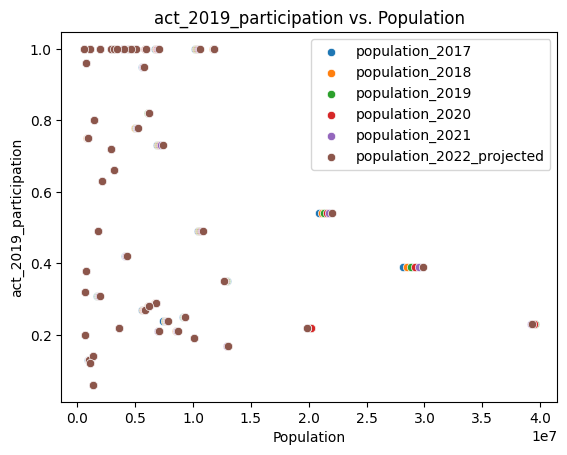 act_2019_participation vs. Population
population_2017
population_2018
population_2019
population_2020
population_2021
population_2022_projected
act_2019_participation
1.0
0.8
0.6
0.4
0.2
0.0 0.5 1.0 1.5 2.0 2.5 3.0 3.5 4.0
1e7
Population